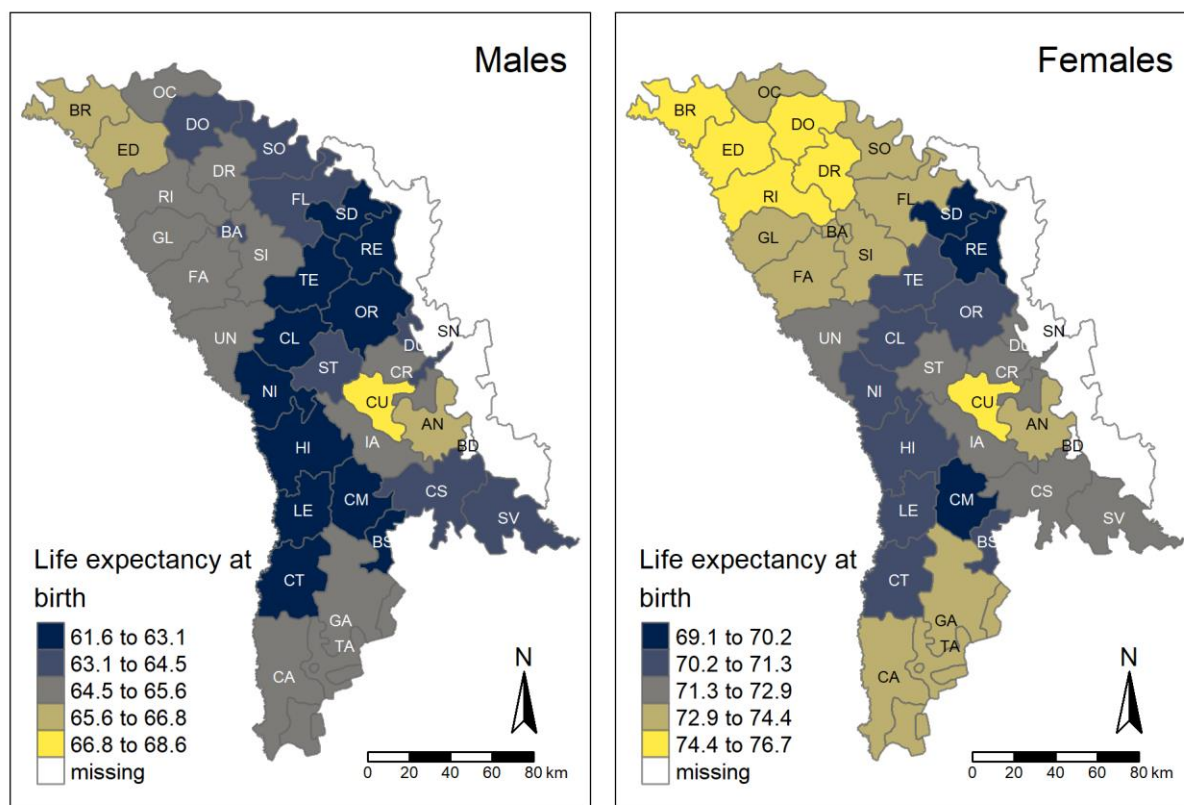 Males
OC
BR
DO
ED
SO
DR
RI
FL
SD
BA
GL
SI
RE
FA
TE
OR
UN
CL
SN
DU
ST
CR
NI
CU
AN
IA
BD
HI
CM
CS
LE
SV
BS
CT
GA
TA
CA
Life expectancy at
birth
61.6 to 63.1
63.1 to 64.5
64.5 to 65.6
65.6 to 66.8
66.8 to 68.6
missing
N
0 20 40 60 80 km
Females
OC
BR
DO
ED
SO
DR
RI
FL
SD
BA
GL
SI
RE
FA
TE
OR
UN
CL
SN
DU
ST
CR
NI
CU
AN
IA
BD
HI
CM
CS
LE
SV
BS
CT
GA
TA
CA
Life expectancy at
birth
69.1 to 70.2
70.2 to 71.3
71.3 to 72.9
72.9 to 74.4
74.4 to 76.7
missing
N
0 20 40 60 80 km